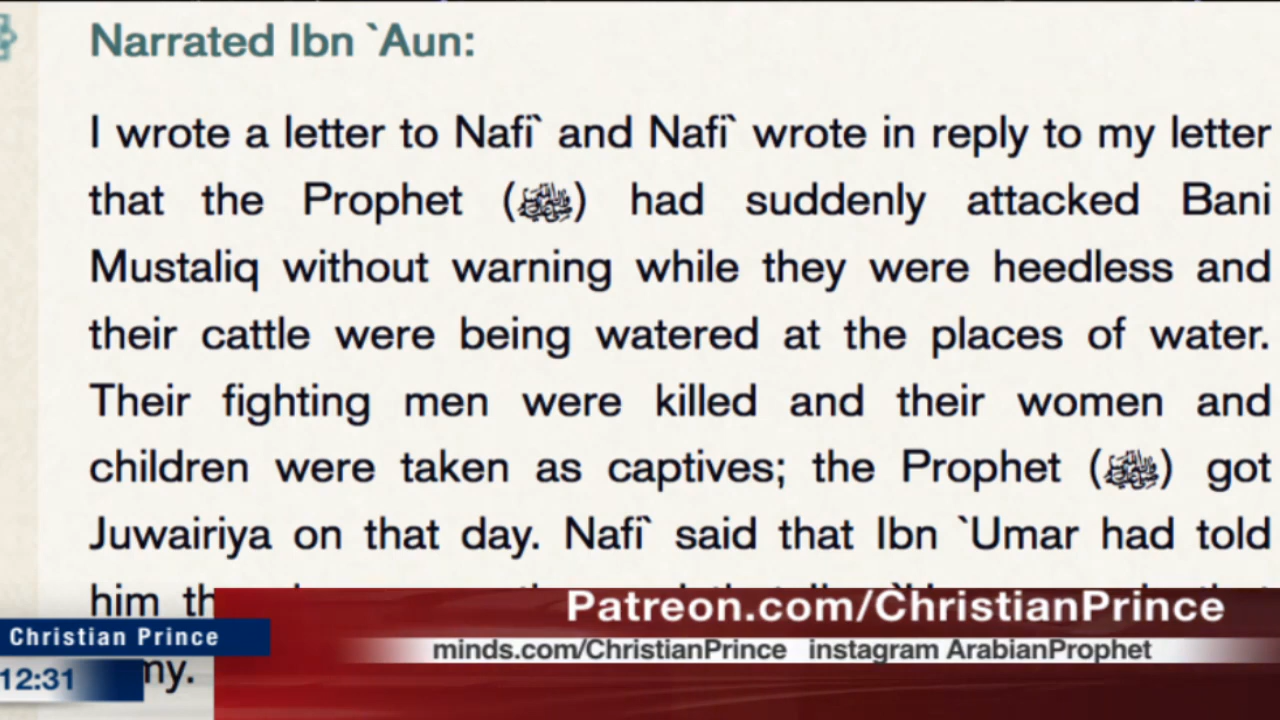 Narrated Ibn `Aun:
I wrote a letter to Nafi` and Nafi` wrote in reply to my letter
that the Prophet (ﷺ) had suddenly attacked Bani
Mustaliq without warning while they were heedless and
their cattle were being watered at the places of water.
Their fighting men were killed and their women and
children were taken as captives; the Prophet (ﷺ) got
Juwairiya on that day. Nafi` said that Ibn `Umar had told
him
my.
Patreon.com/ChristianPrince
Christian Prince
minds.com/ChristianPrince instagram ArabianProphet
12:31